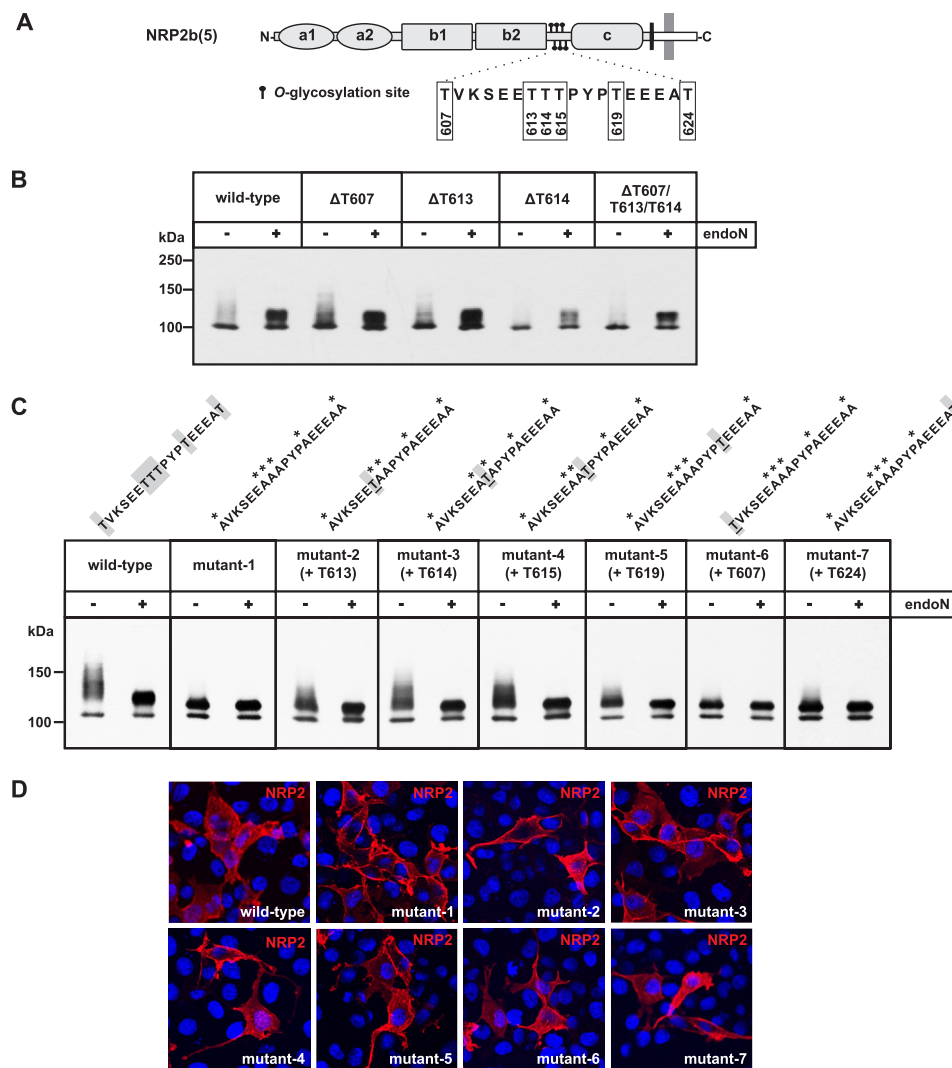 A
NRP2b(5)
N- a1 a2 b1 b2 c -C
O-glycosylation site
T V K S E E T T T P Y P T E E E A T
607 613 614 615 619 624
B
wild-type ΔT607 ΔT613 ΔT614 ΔT607/
T613/T614
- + - + - + - + - + endoN
kDa
250
150
100
C
TVKSEETTTPYPTEEEAT
*AVKSEEAAAPYPAEEEAA
*AVKSEETAAPYPAEEEAA
*AVKSEEATAPYPAEEEAA
*AVKSEEAATPYPAEEEAA
*AVKSEEAAAPYPTEEEAA
TVKSEEAAAPYPAEEEAA
*AVKSEEAAAPYPAEEEAT
wild-type mutant-1 mutant-2 mutant-3 mutant-4 mutant-5 mutant-6 mutant-7
(+ T613) (+ T614) (+ T615) (+ T619) (+ T607) (+ T624)
- + - + - + - + - + - + - + - + endoN
kDa
150
100
D
NRP2 NRP2 NRP2 NRP2
wild-type mutant-1 mutant-2 mutant-3
NRP2 NRP2 NRP2 NRP2
mutant-4 mutant-5 mutant-6 mutant-7